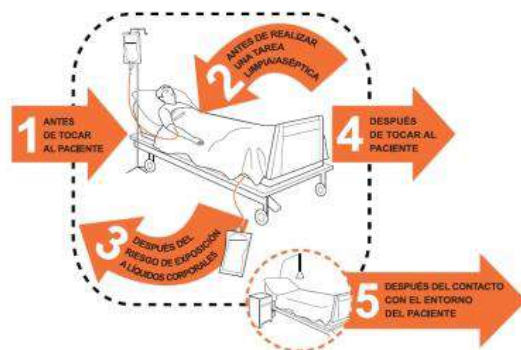 1 ANTES
DE TOCAR
AL PACIENTE
2 ANTES DE REALIZAR
UNA TAREA
LIMPIA/ASÉPTICA
3 DESPUÉS DEL
RIESGO DE EXPOSICIÓN
A LÍQUIDOS CORPORALES
4 DESPUÉS
DE TOCAR AL
PACIENTE
5 DESPUÉS DEL CONTACTO
CON EL ENTORNO
DEL PACIENTE